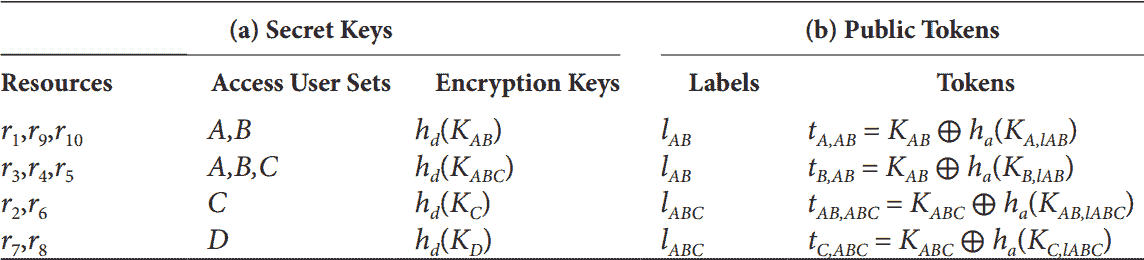 (a) Secret Keys (b) Public Tokens
Resources Access User Sets Encryption Keys Labels Tokens
r1,r9,r10 A,B hd(KAB) lAB tA,AB = KAB ⊕ ha(KA,lAB)
r3,r4,r5 A,B,C hd(KABC) lAB tB,AB = KAB ⊕ ha(KB,lAB)
r2,r6 C hd(KC) lABC tAB,ABC = KABC ⊕ ha(KAB,lABC)
r7,r8 D hd(KD) lABC tC,ABC = KABC ⊕ ha(KC,lABC)